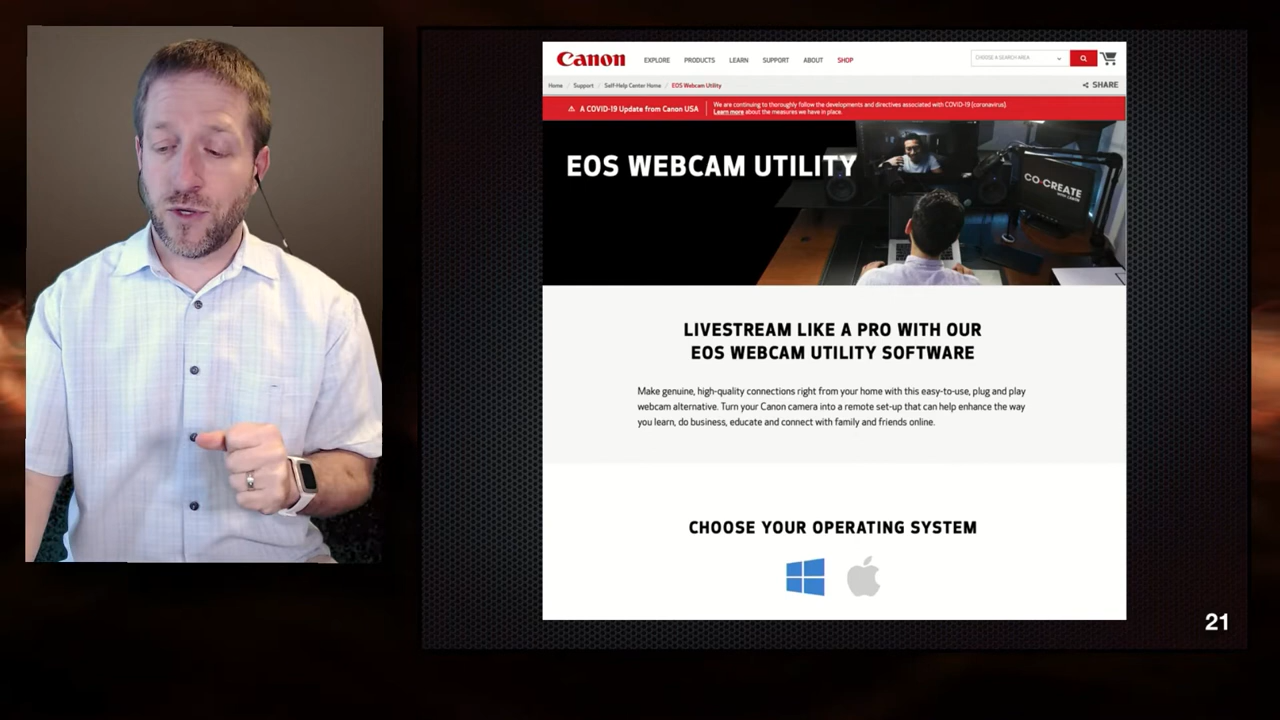 Canon
EXPLORE PRODUCTS LEARN SUPPORT ABOUT SHOP
CHOOSE A SEARCH AREA
Home / Support / Self-Help Center Home / EOS Webcam Utility
SHARE
A COVID-19 Update from Canon USA
We are continuing to thoroughly follow the developments and directives associated with COVID-19 (coronavirus).
Learn more about the measures we have in place.
EOS WEBCAM UTILITY
CO-CREATE
LIVESTREAM LIKE A PRO WITH OUR
EOS WEBCAM UTILITY SOFTWARE
Make genuine, high-quality connections right from your home with this easy-to-use, plug and play
webcam alternative. Turn your Canon camera into a remote set-up that can help enhance the way
you learn, do business, educate and connect with family and friends online.
CHOOSE YOUR OPERATING SYSTEM
21